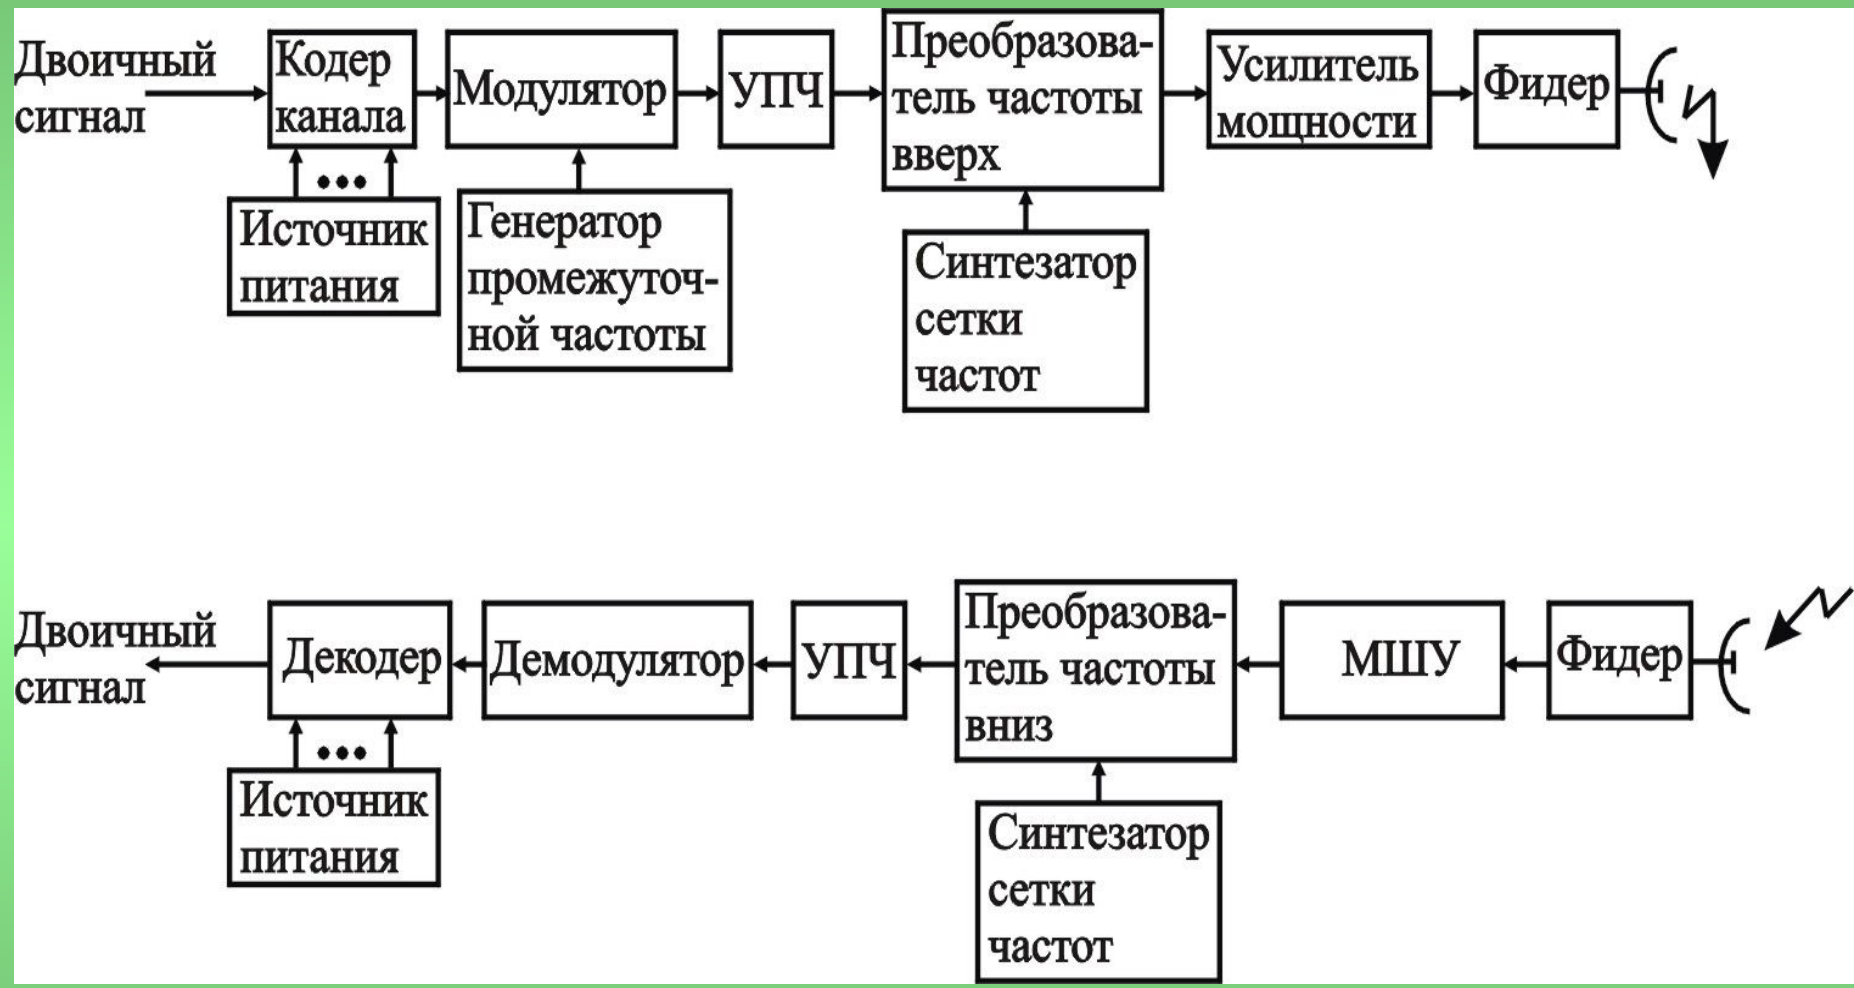 Двоичный
сигнал
Кодер
канала
Модулятор
УПЧ
Преобразова-
тель частоты
вверх
Усилитель
мощности
Фидер
Источник
питания
Генератор
промежуточ-
ной частоты
Синтезатор
сетки
частот
Двоичный
сигнал
Декодер
Демодулятор
УПЧ
Преобразова-
тель частоты
вниз
МШУ
Фидер
Источник
питания
Синтезатор
сетки
частот